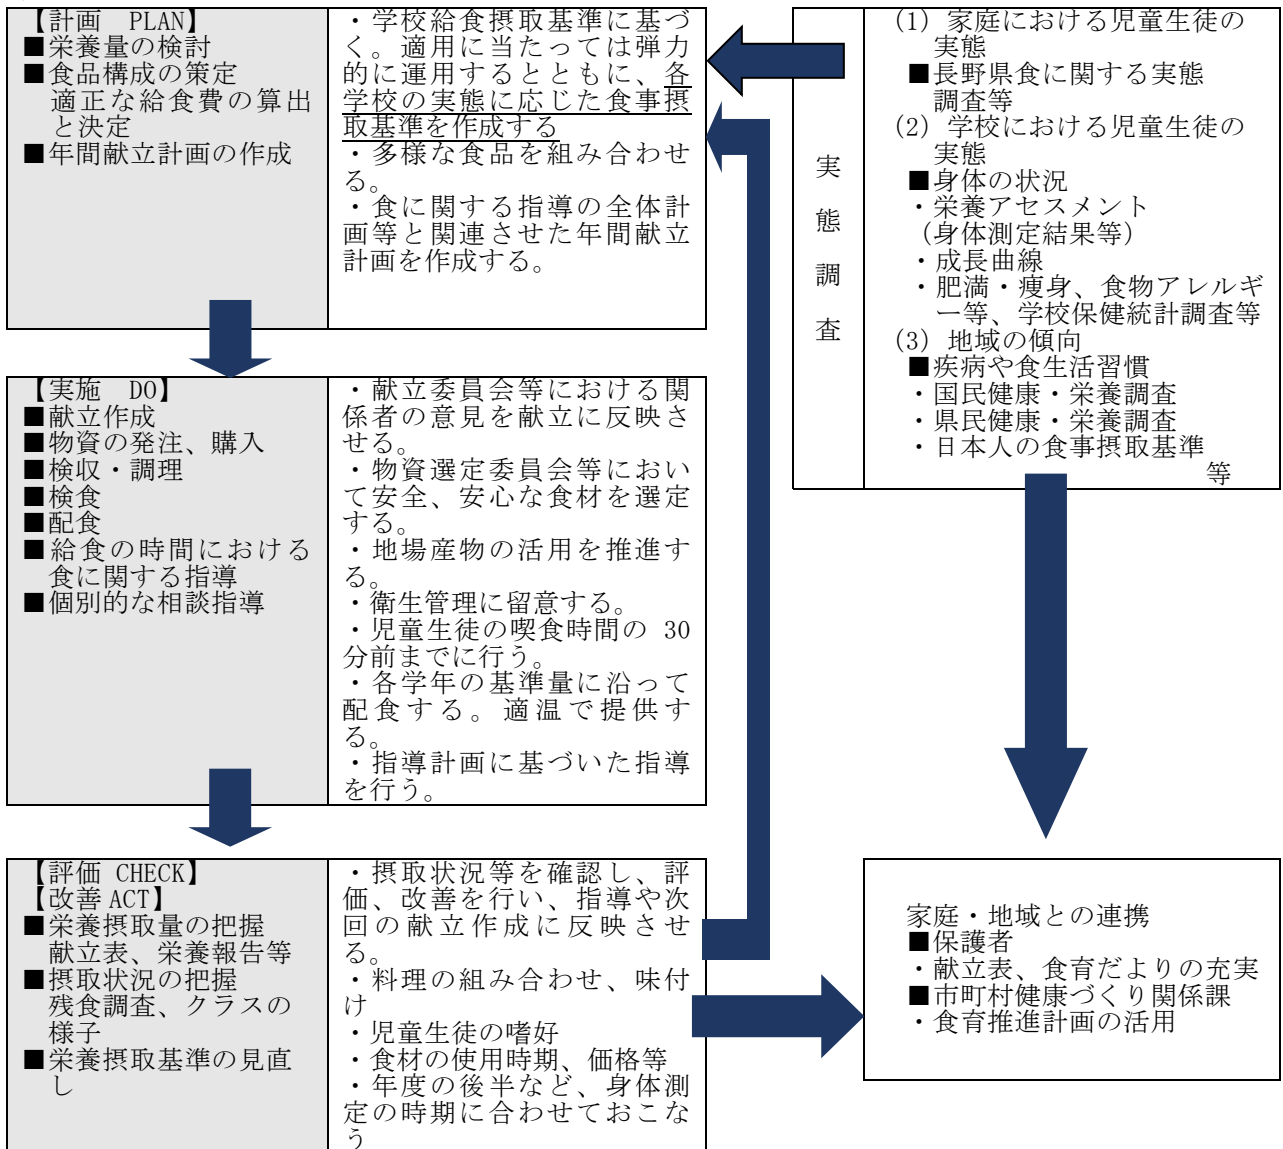 【計画　PLAN】
■栄養量の検討
■食品構成の策定
適正な給食費の算出
と決定
■年間献立計画の作成
・学校給食摂取基準に基づ
く。適用に当たっては弾力
的に運用するとともに、各
学校の実態に応じた食事摂
取基準を作成する
・多様な食品を組み合わせ
る。
・食に関する指導の全体計
画等と関連させた年間献立
計画を作成する。
実態調査
(1) 家庭における児童生徒の
実態
■長野県食に関する実態
調査等
(2) 学校における児童生徒の
実態
■身体の状況
・栄養アセスメント
(身体測定結果等)
・成長曲線
・肥満・痩身、食物アレルギ
ー等、学校保健統計調査等
(3) 地域の傾向
■疾病や食生活習慣
・国民健康・栄養調査
・県民健康・栄養調査
・日本人の食事摂取基準
等
【実施　DO】
■献立作成
■物資の発注、購入
■検収・調理
■検食
■配食
■給食の時間における
食に関する指導
■個別的な相談指導
・献立委員会等における関
係者の意見を献立に反映さ
せる。
・物資選定委員会等におい
て安全、安心な食材を選定
する。
・地場産物の活用を推進す
る。
・衛生管理に留意する。
・児童生徒の喫食時間の 30
分前までに行う。
・各学年の基準量に沿って
配食する。適温で提供す
る。
・指導計画に基づいた指導
を行う。
【評価 CHECK】
【改善 ACT】
■栄養摂取量の把握
献立表、栄養報告等
■摂取状況の把握
残食調査、クラスの
様子
■栄養摂取基準の見直
し
・摂取状況等を確認し、評
価、改善を行い、指導や次
回の献立作成に反映させ
る。
・料理の組み合わせ、味付
け
・児童生徒の嗜好
・食材の使用時期、価格等
・年度の後半など、身体測
定の時期に合わせておこな
う
家庭・地域との連携
■保護者
・献立表、食育だよりの充実
■市町村健康づくり関係課
・食育推進計画の活用